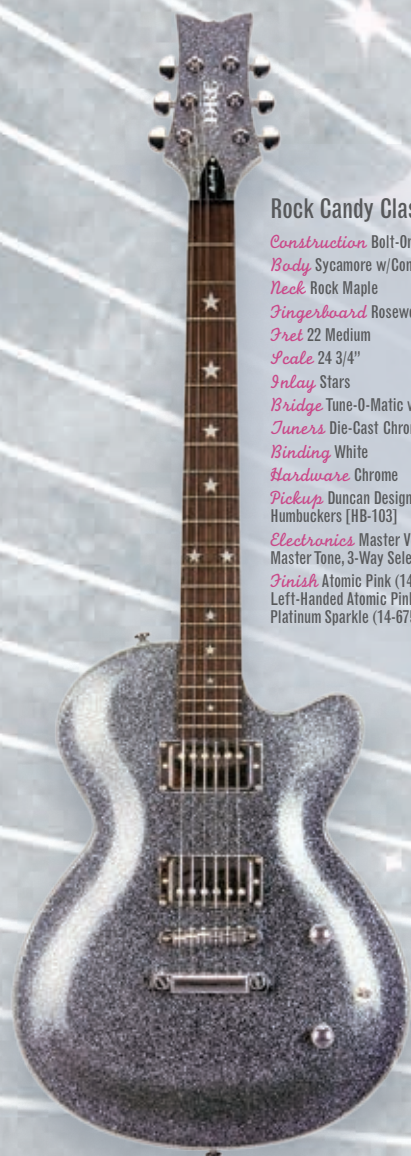 DRG
Rock Candy Clas
Construction Bolt-On
Body Sycamore w/Con
Neck Rock Maple
Fingerboard Rosewo
Fret 22 Medium
Scale 24 3/4"
Inlay Stars
Bridge Tune-O-Matic w
Tuners Die-Cast Chro
Binding White
Hardware Chrome
Pickup Duncan Design
Humbuckers [HB-103]
Electronics Master V
Master Tone, 3-Way Sele
Finish Atomic Pink (14
Left-Handed Atomic Pin
Platinum Sparkle (14-675